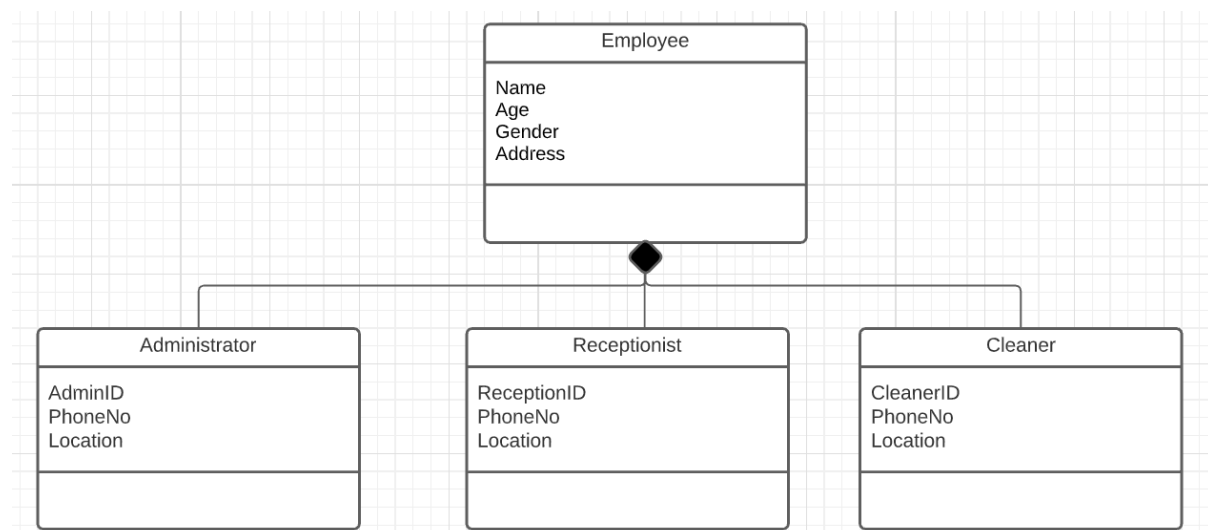 Employee
Name
Age
Gender
Address
Administrator
AdminID
PhoneNo
Location
Receptionist
ReceptionID
PhoneNo
Location
Cleaner
CleanerID
PhoneNo
Location